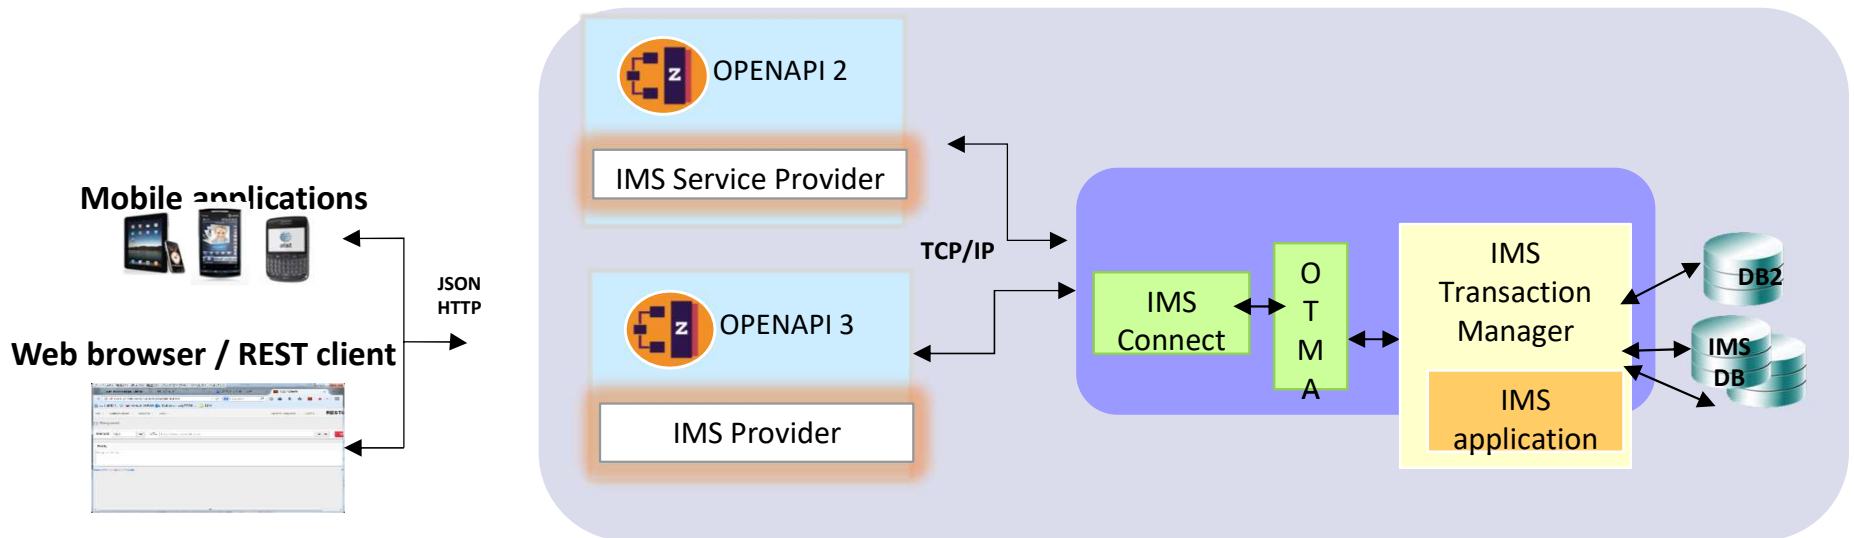 OPENAPI 2
Z
IMS Service Provider
Mobile applications
at&t
JSON
HTTP
TCP/IP
Z
OPENAPI 3
IMS Provider
Web browser / REST client
IMS
Connect
O
T
M
A
IMS
Transaction
Manager
IMS
application
DB2
IMS
DB